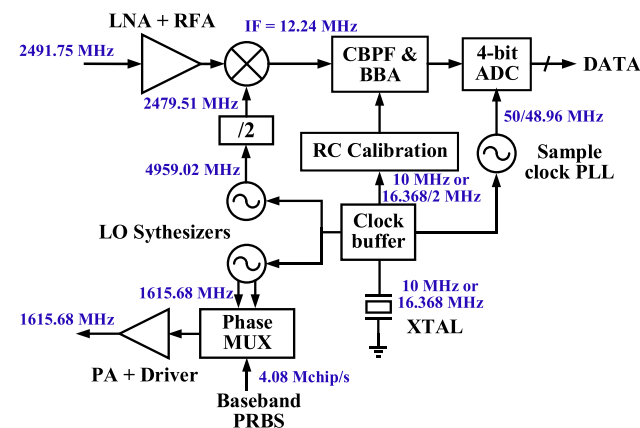 LNA + RFA
2491.75 MHz
IF = 12.24 MHz
CBPF &
BBA
4-bit
ADC
DATA
2479.51 MHz
/2
50/48.96 MHz
4959.02 MHz
RC Calibration
Sample
clock PLL
10 MHz or
16.368/2 MHz
LO Sythesizers
Clock
buffer
1615.68 MHz
10 MHz or
16.368 MHz
XTAL
1615.68 MHz
Phase
MUX
PA + Driver
4.08 Mchip/s
Baseband
PRBS